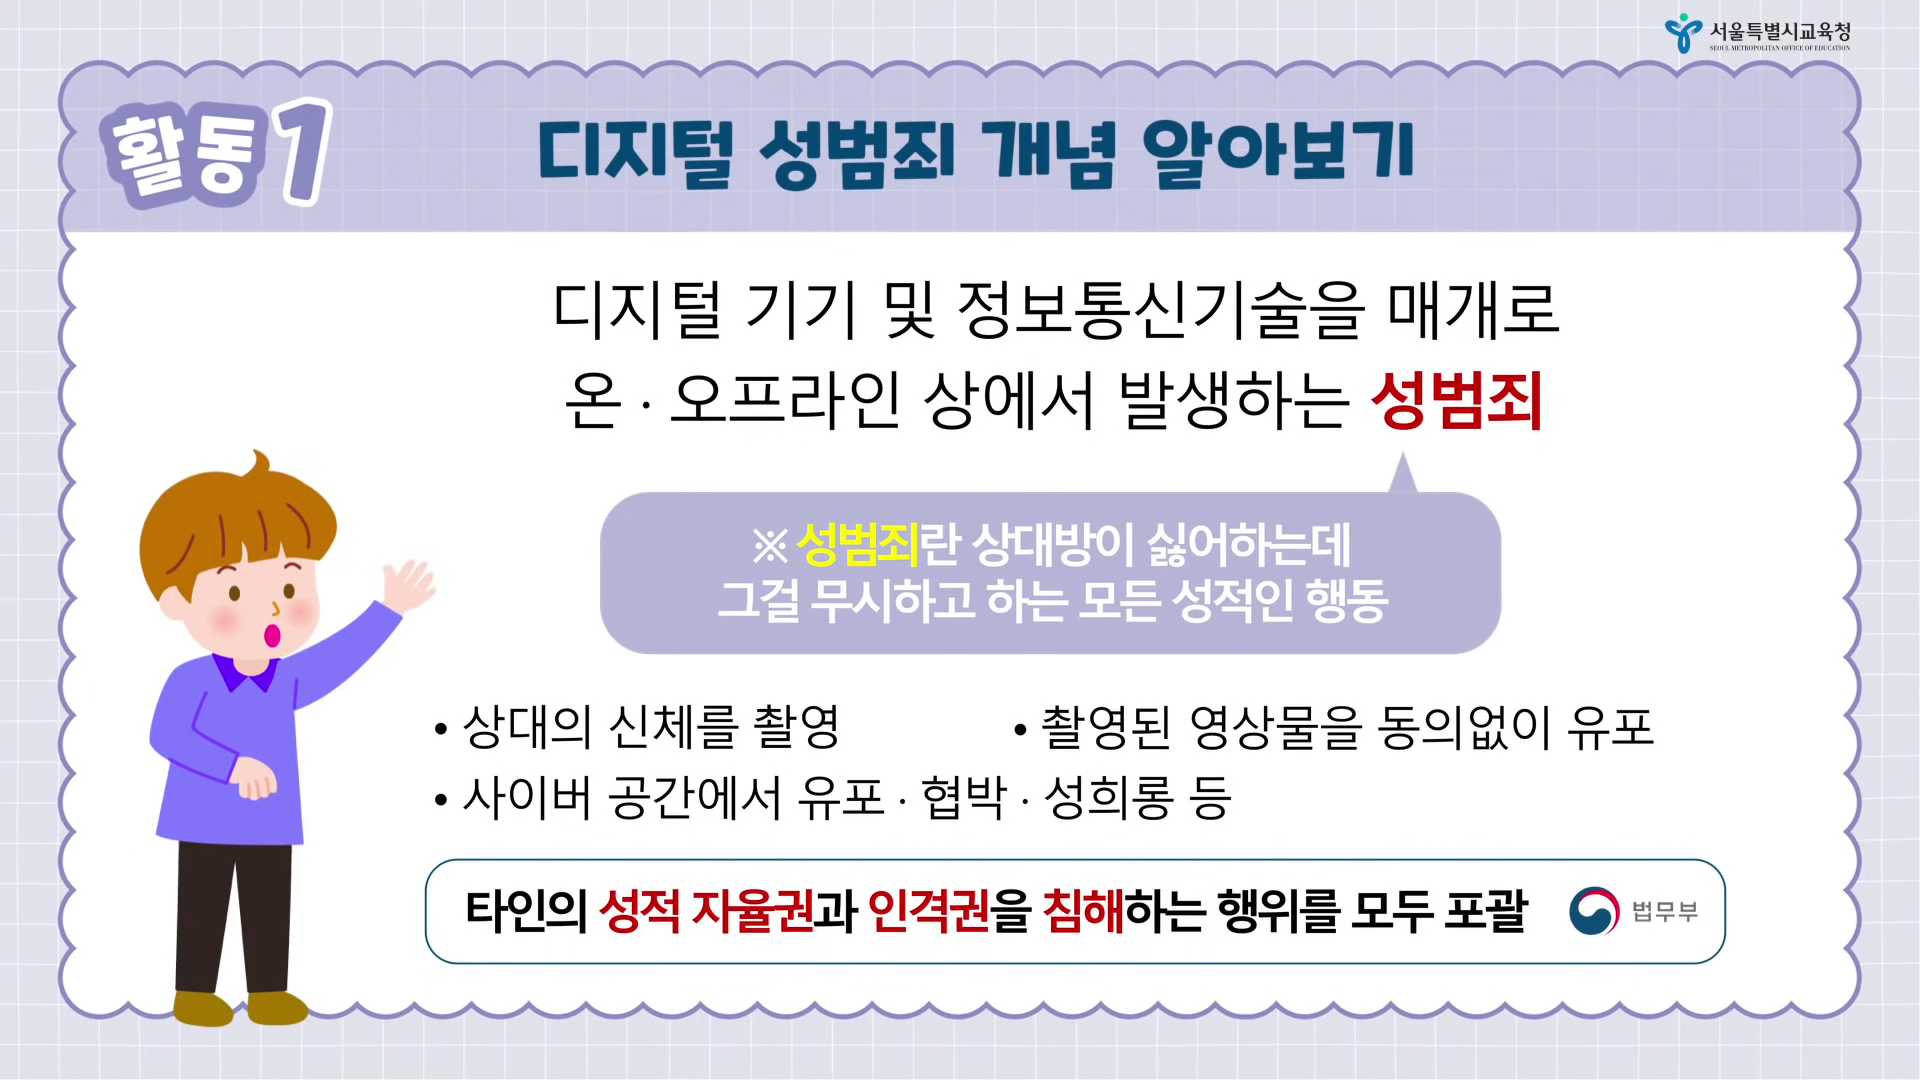 서울특별시교육청
SEOUL METROPOLITAN OFFICE OF EDUCATION
활동1
디지털 성범죄 개념 알아보기
디지털 기기 및 정보통신기술을 매개로
온 · 오프라인 상에서 발생하는 성범죄
※ 성범죄란 상대방이 싫어하는데
그걸 무시하고 하는 모든 성적인 행동
• 상대의 신체를 촬영
• 촬영된 영상물을 동의없이 유포
• 사이버 공간에서 유포 · 협박 · 성희롱 등
타인의 성적 자율권과 인격권을 침해하는 행위를 모두 포괄
법무부